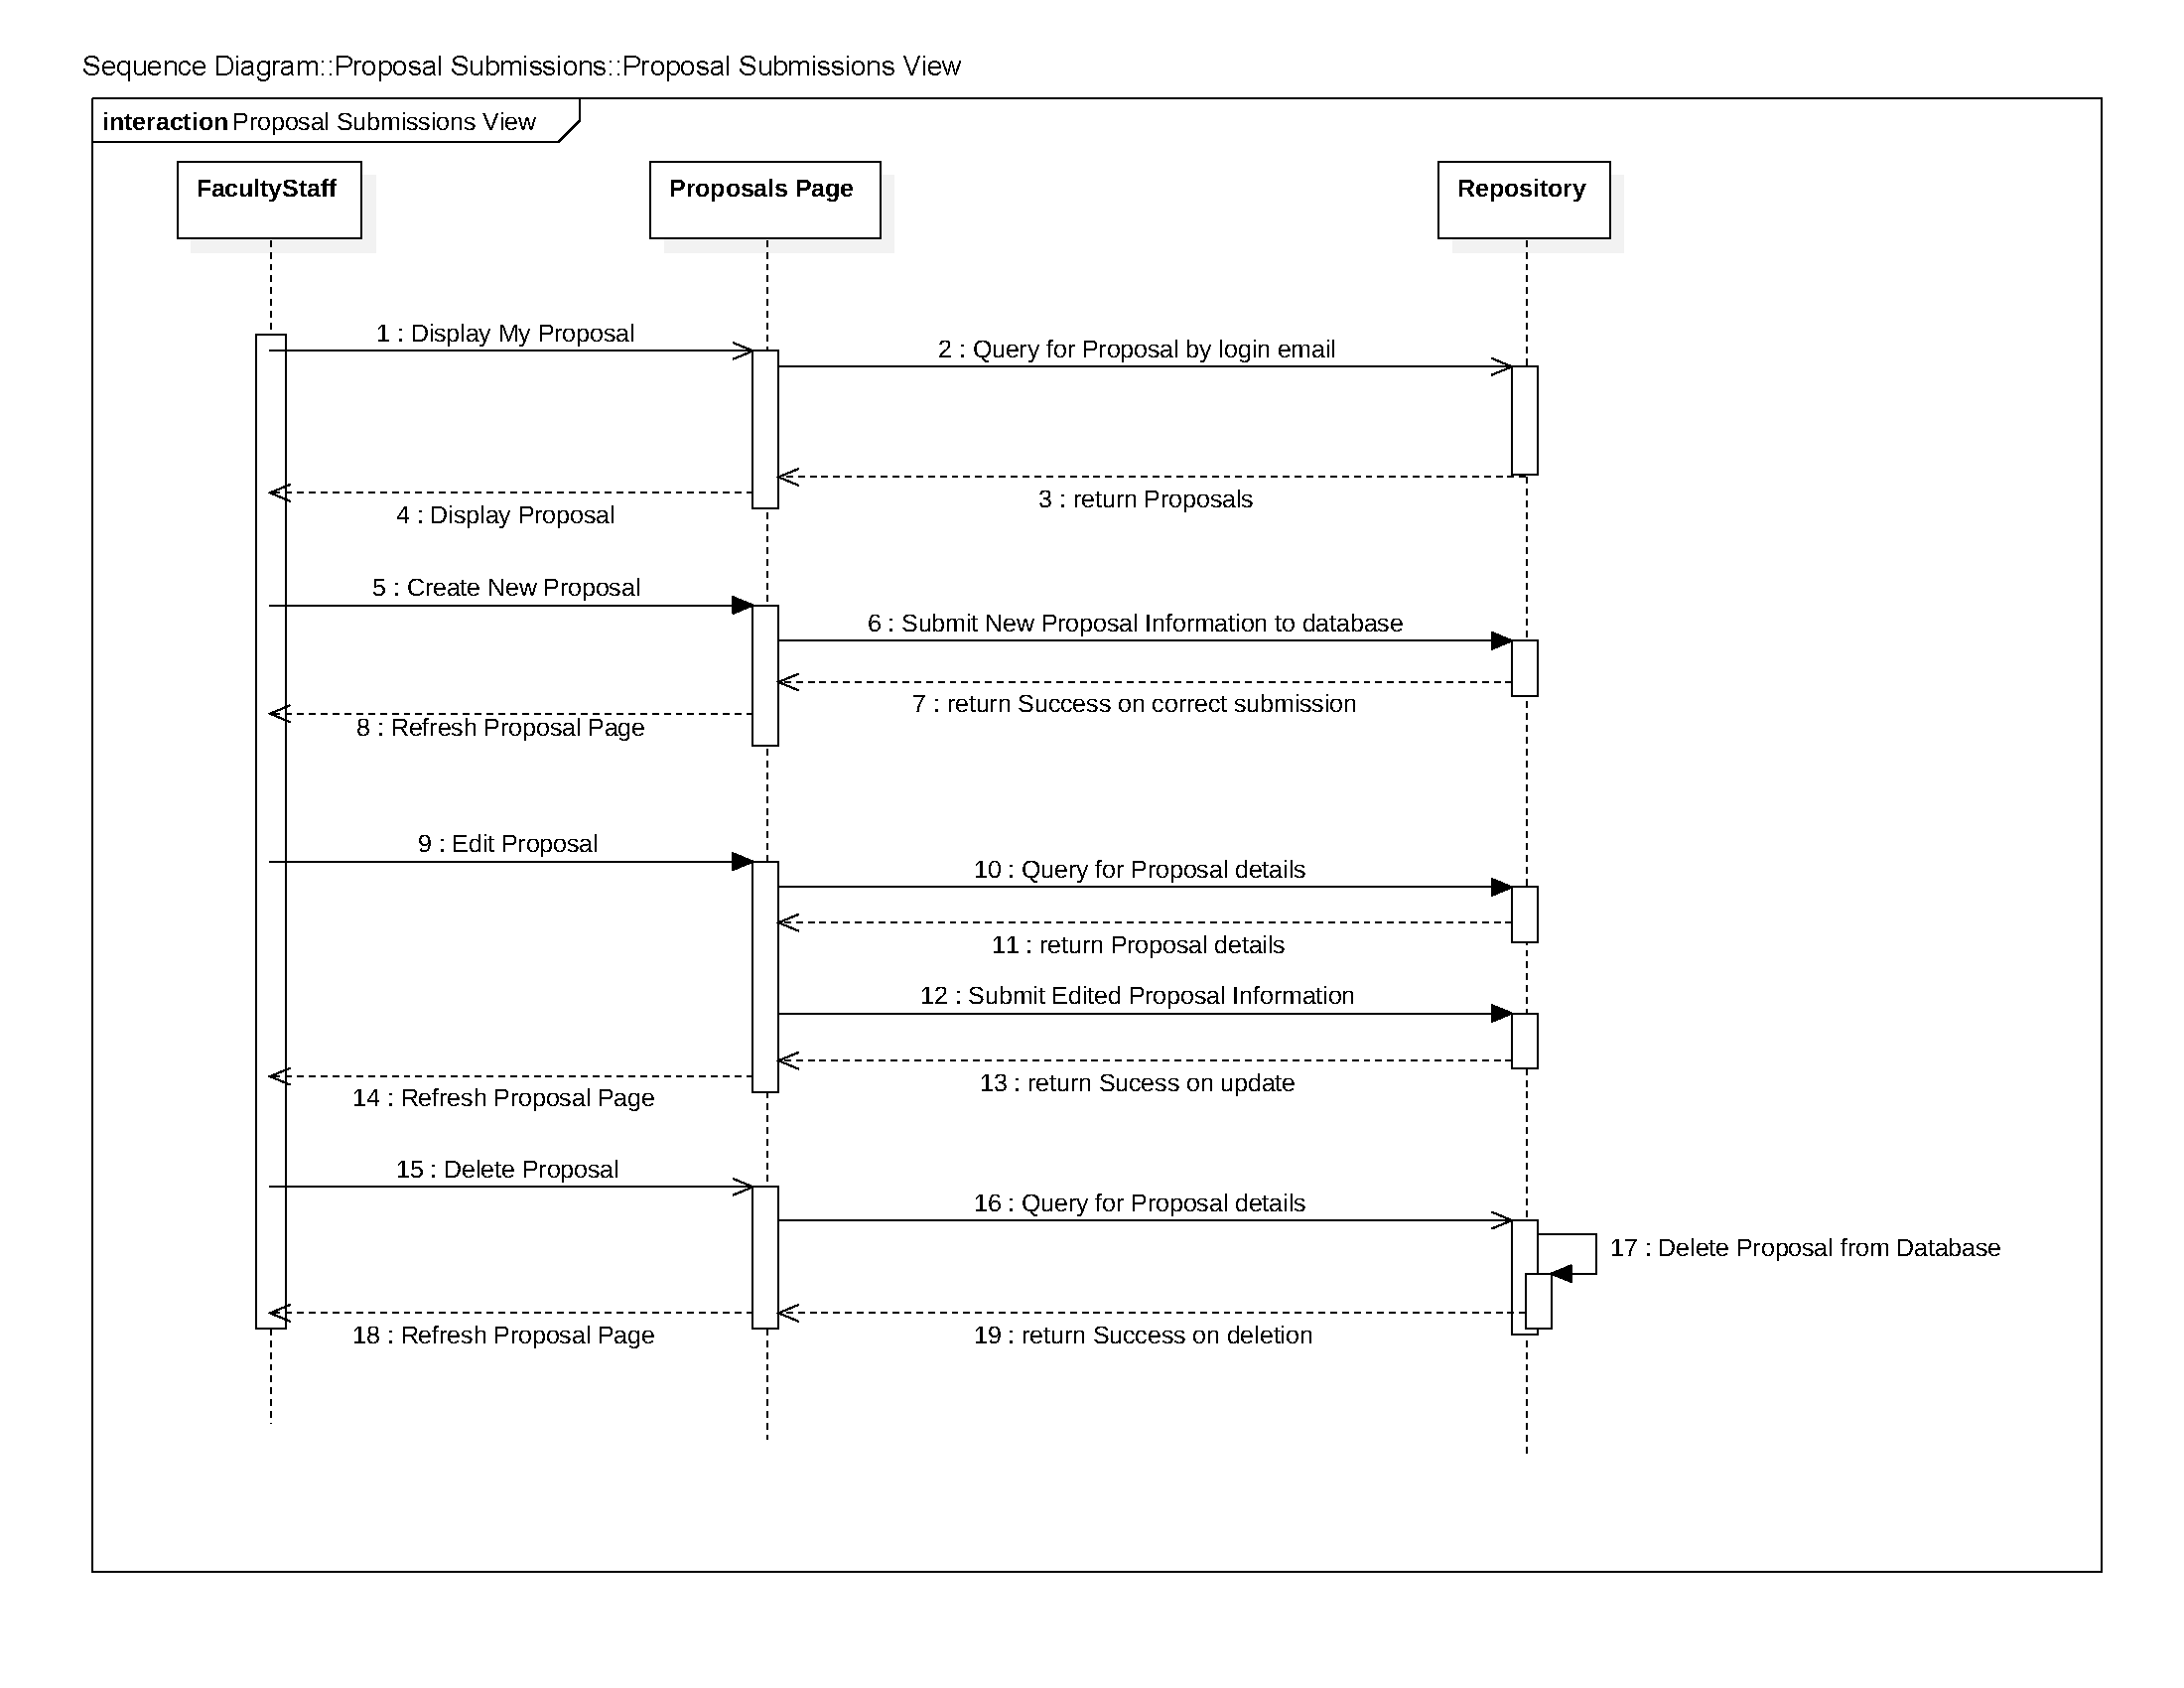 Sequence Diagram::Proposal Submissions::Proposal Submissions View
interaction Proposal Submissions View
FacultyStaff
Proposals Page
Repository
1 : Display My Proposal
2 : Query for Proposal by login email
3 : return Proposals
4 : Display Proposal
5 : Create New Proposal
6 : Submit New Proposal Information to database
7 : return Success on correct submission
8 : Refresh Proposal Page
9 : Edit Proposal
10 : Query for Proposal details
11 : return Proposal details
12 : Submit Edited Proposal Information
13 : return Sucess on update
14 : Refresh Proposal Page
15 : Delete Proposal
16 : Query for Proposal details
17 : Delete Proposal from Database
18 : Refresh Proposal Page
19 : return Success on deletion